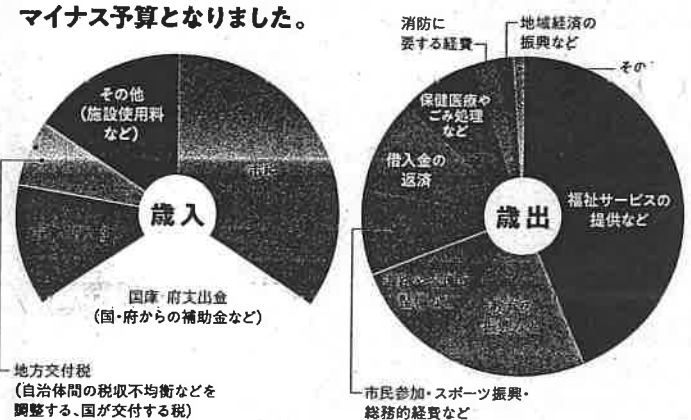 マイナス予算となりました。
その他
(施設使用料
など)
歳入
国庫・府支出金
(国・府からの補助金など)
地方交付税
(自治体間の税収不均衡などを
調整する、国が交付する税)
消防に
要する経費
地域経済の
振興など
その
保健医療や
ごみ処理
など
借入金の
返済
歳出
福祉サービスの
提供など
市民参加・スポーツ振興・
総務的経費など